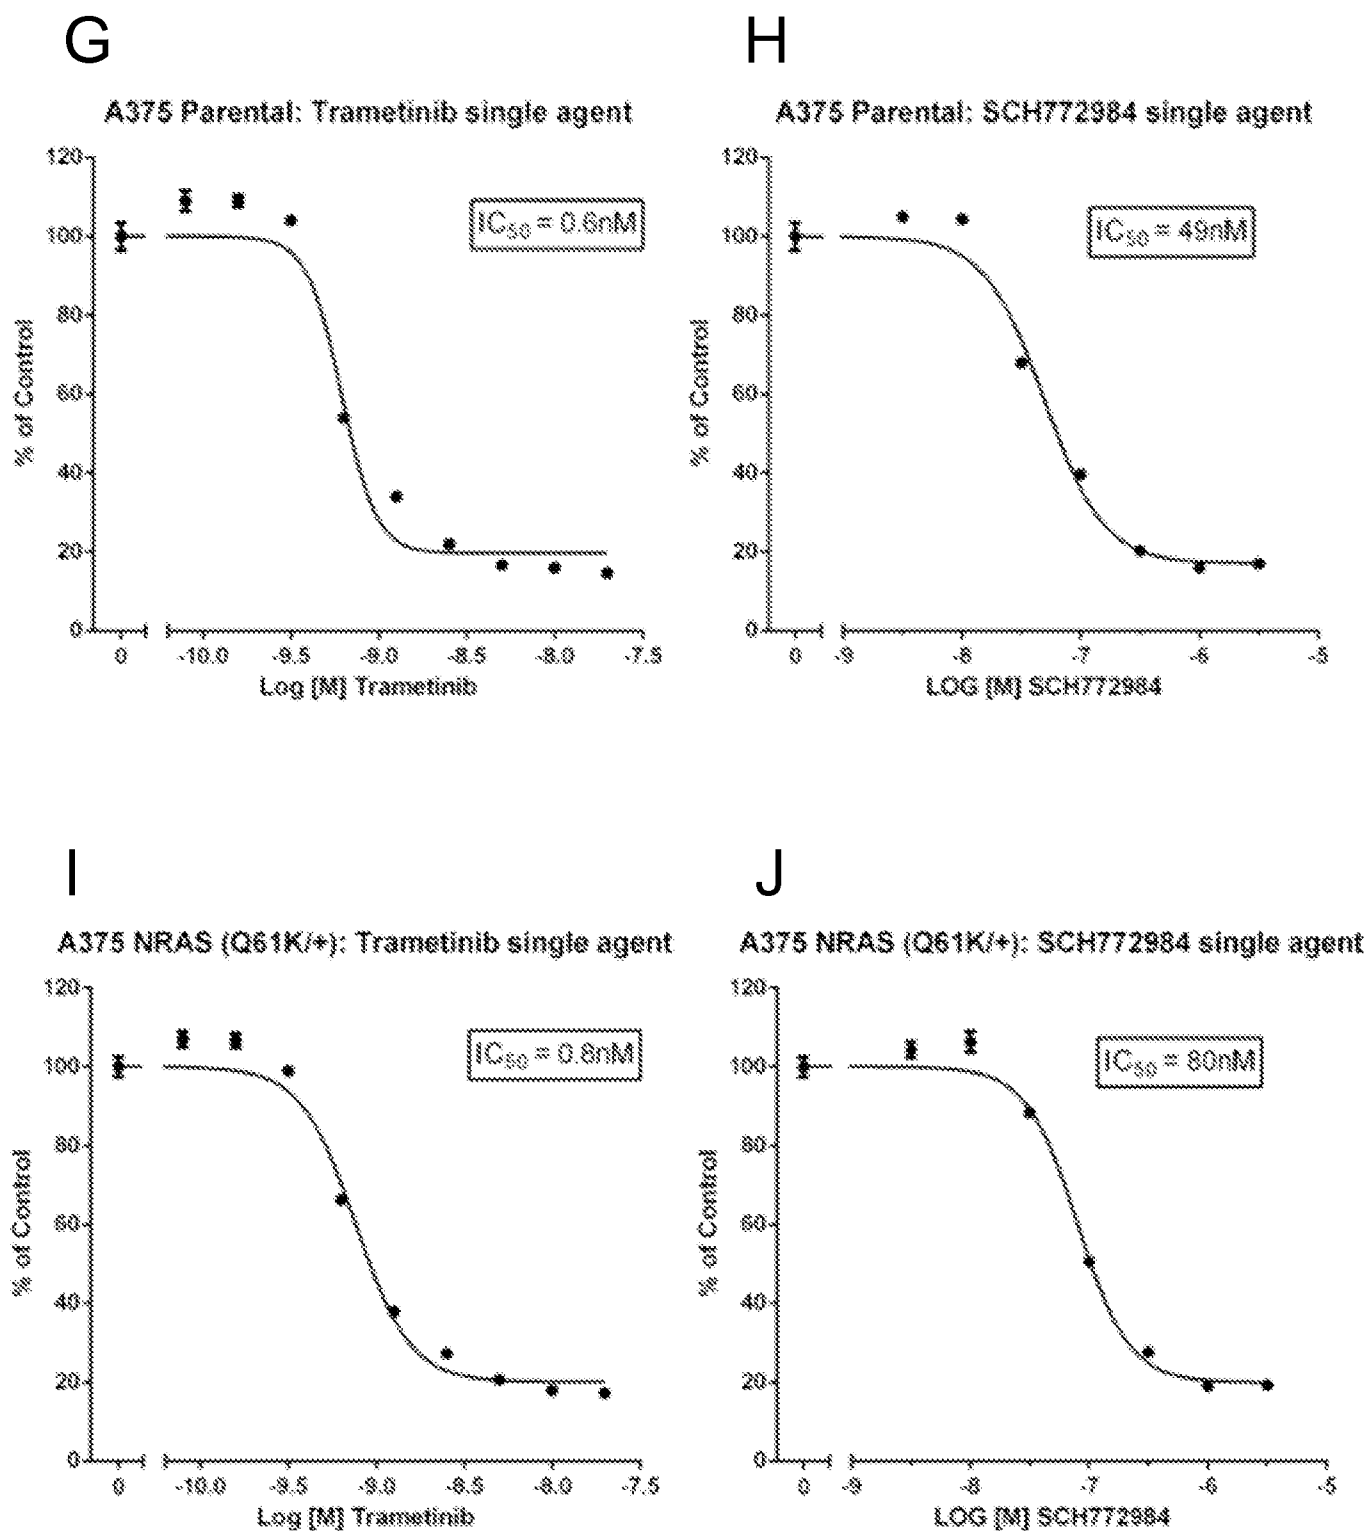 G
A375 Parental: Trametinib single agent
120
100
80
60
40
20
0
% of Control
IC50 = 0.6nM
0 -10.0 -9.5 -9.0 -8.5 -8.0 -7.5
Log [M] Trametinib
H
A375 Parental: SCH772984 single agent
120
100
80
60
40
20
0
% of Control
IC50 = 49nM
0 -9 -8 -7 -6 -5
LOG [M] SCH772984
I
A375 NRAS (Q61K/+): Trametinib single agent
120
100
80
60
40
20
0
% of Control
IC50 = 0.8nM
0 -10.0 -9.5 -9.0 -8.5 -8.0 -7.5
Log [M] Trametinib
J
A375 NRAS (Q61K/+): SCH772984 single agent
120
100
80
60
40
20
0
% of Control
IC50 = 80nM
0 -9 -8 -7 -6 -5
LOG [M] SCH772984